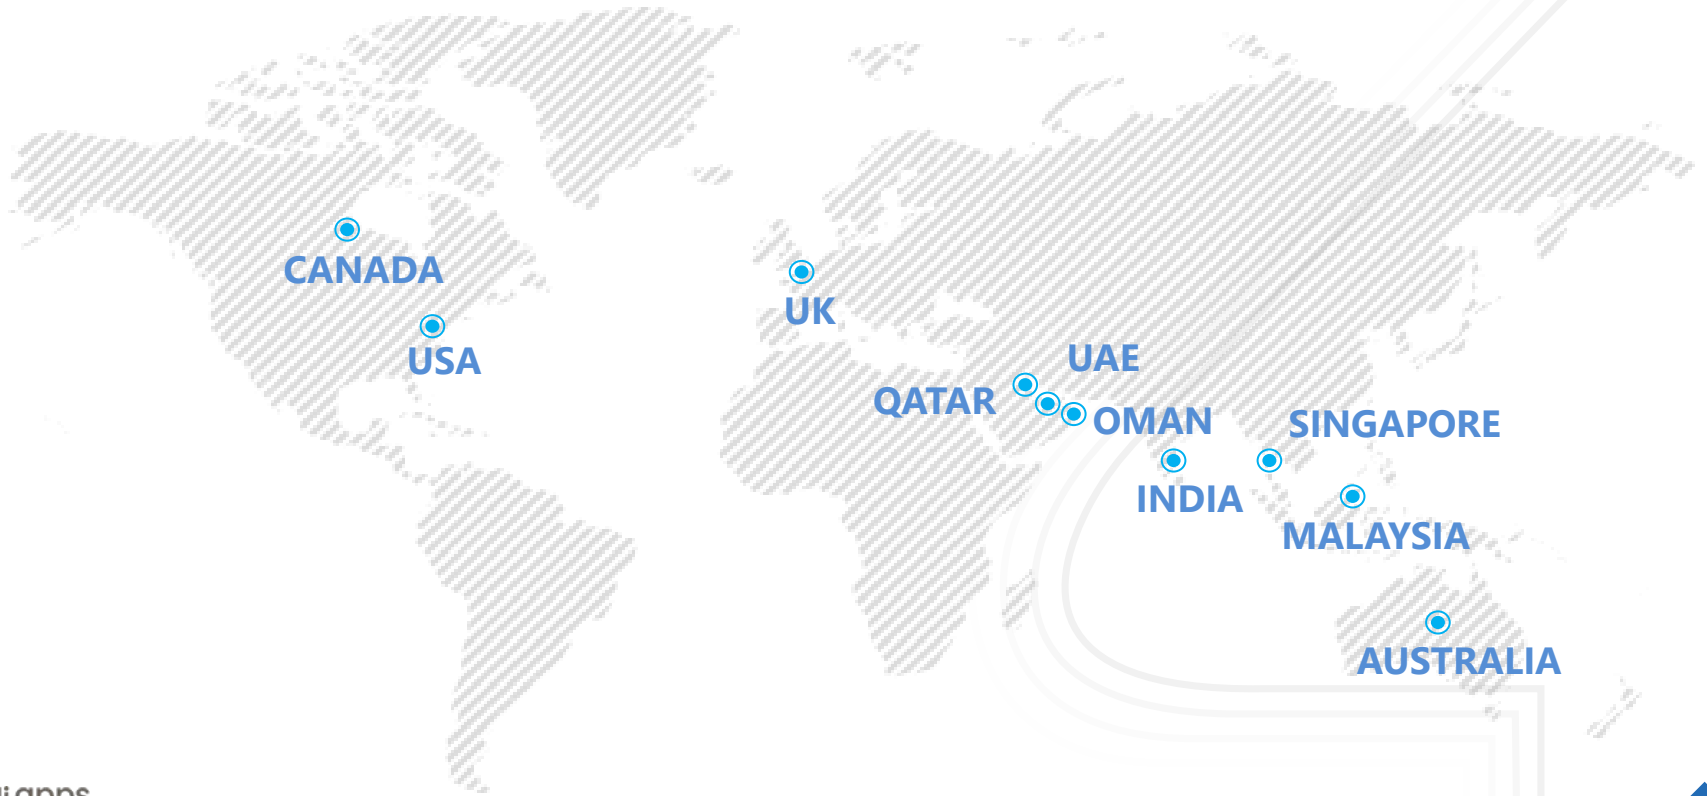 CANADA
UK
USA
UAE
QATAR
OMAN
SINGAPORE
INDIA
MALAYSIA
AUSTRALIA